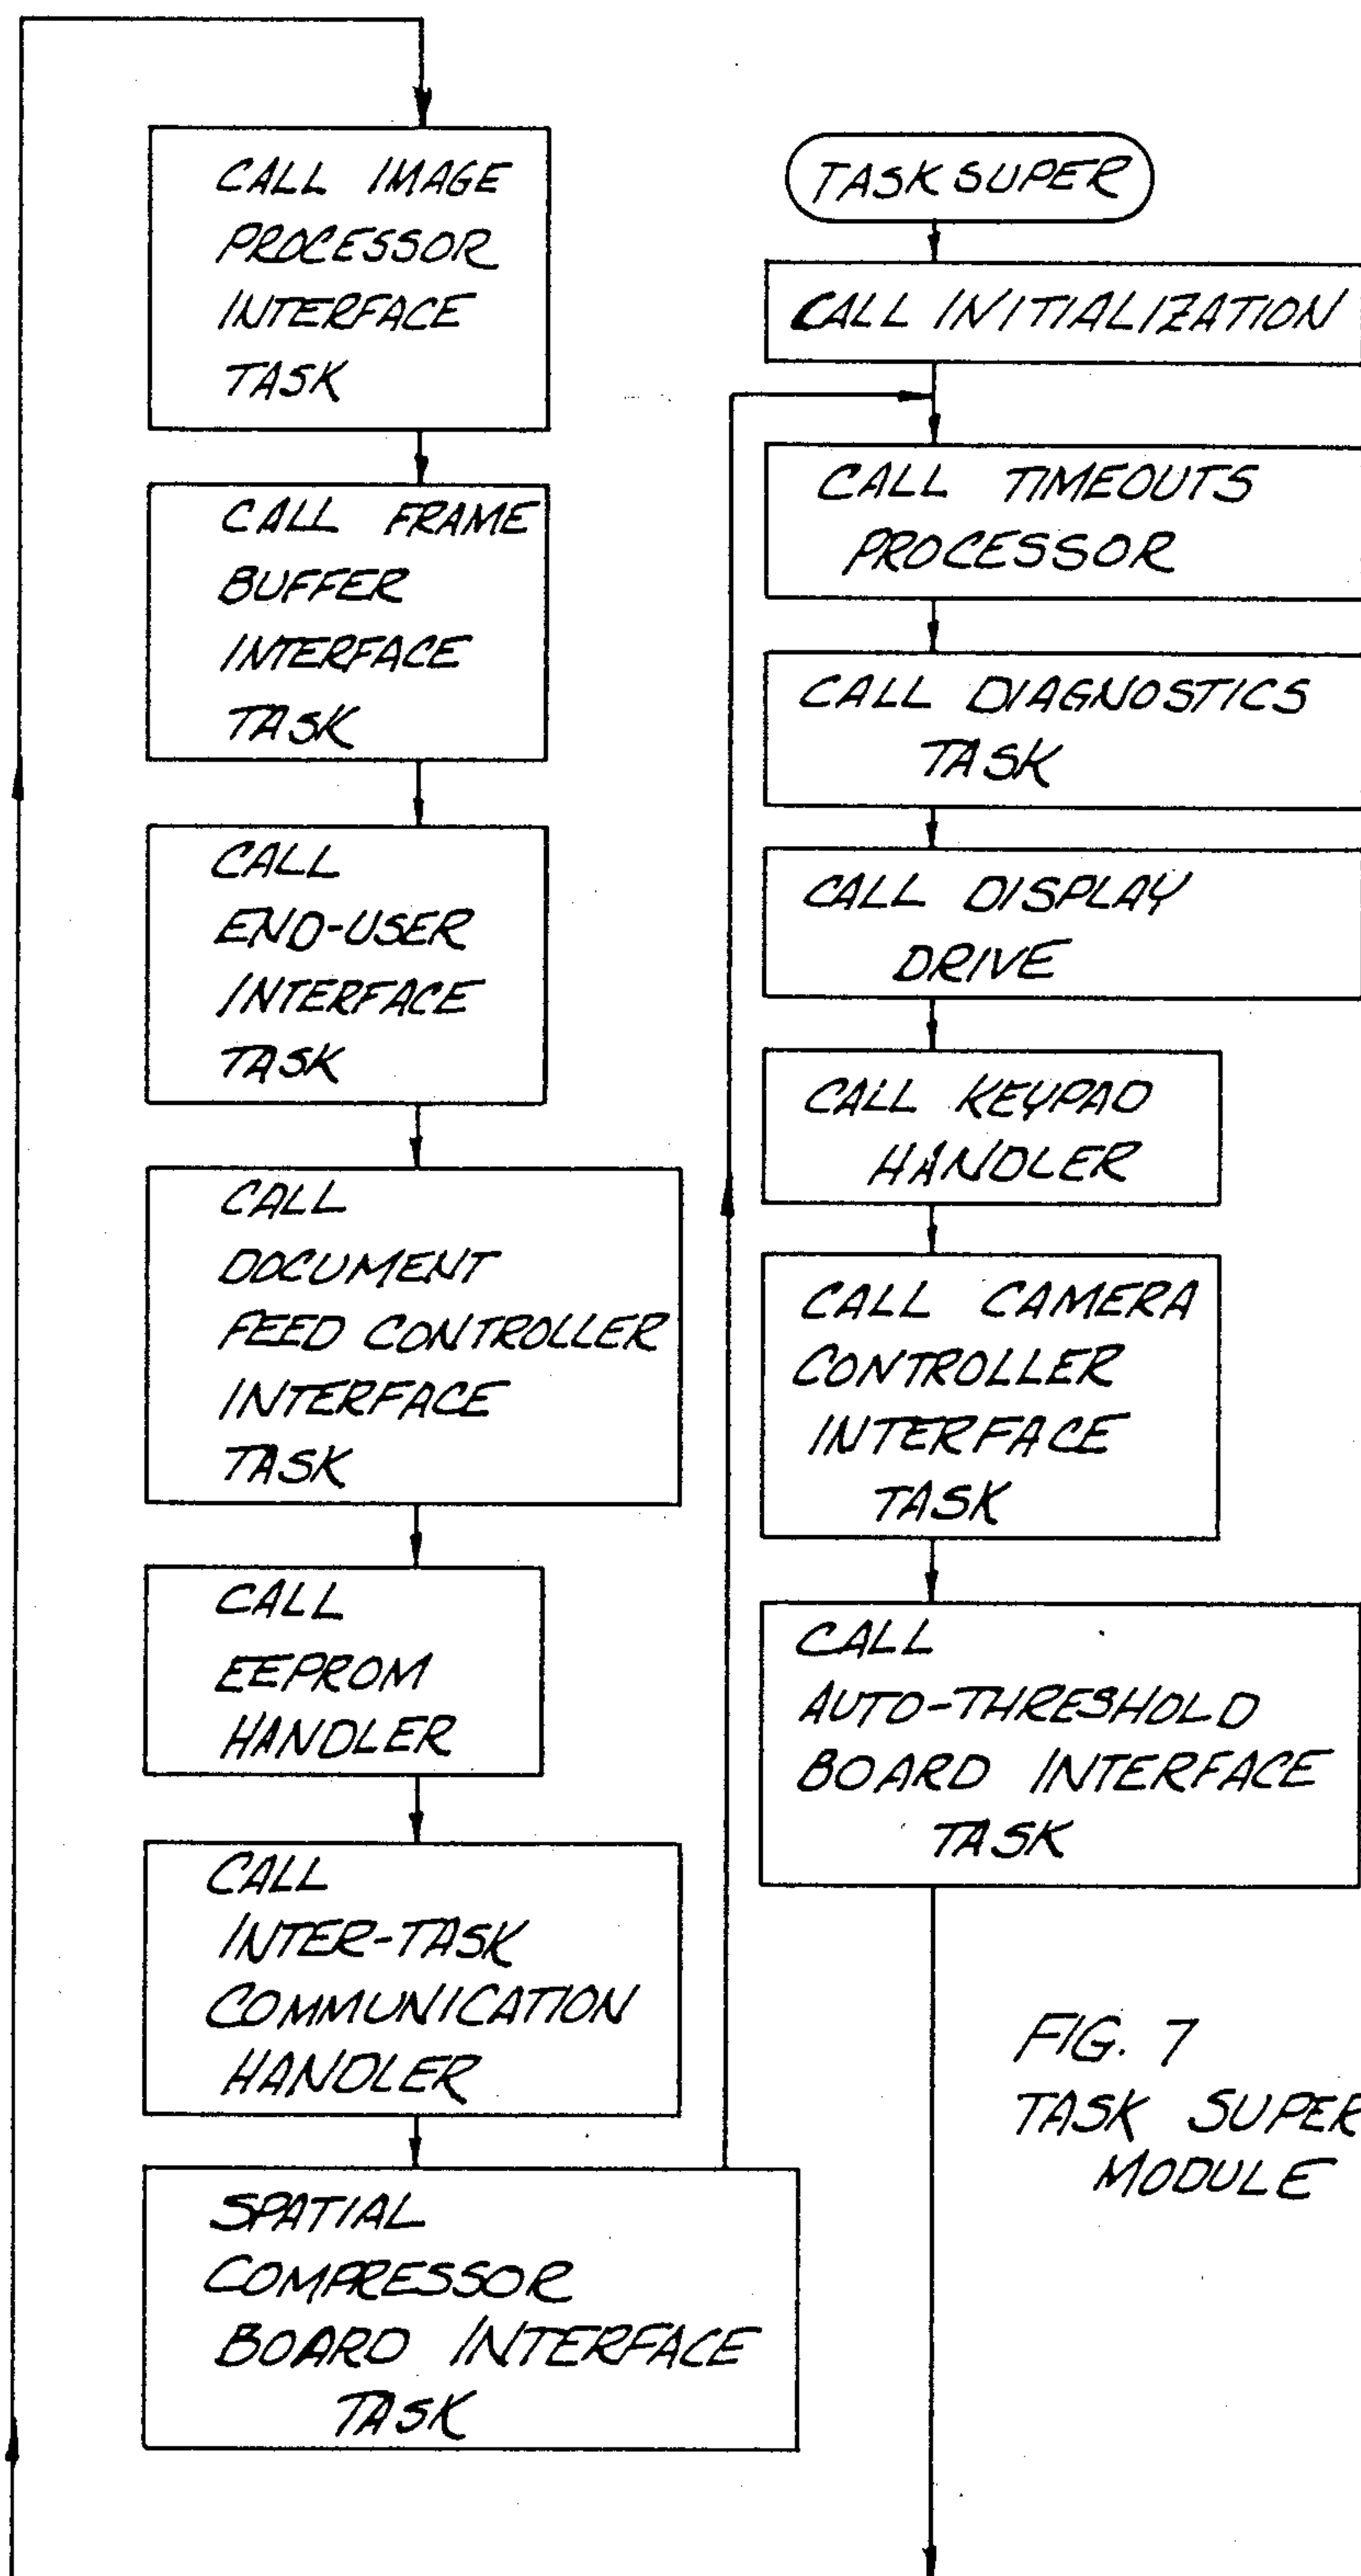 TASK SUPER
CALL INITIALIZATION
CALL TIMEOUTS
PROCESSOR
CALL DIAGNOSTICS
TASK
CALL DISPLAY
DRIVE
CALL KEYPAD
HANDLER
CALL CAMERA
CONTROLLER
INTERFACE
TASK
CALL
AUTO-THRESHOLD
BOARD INTERFACE
TASK
CALL IMAGE
PROCESSOR
INTERFACE
TASK
CALL FRAME
BUFFER
INTERFACE
TASK
CALL
END-USER
INTERFACE
TASK
CALL
DOCUMENT
FEED CONTROLLER
INTERFACE
TASK
CALL
EEPROM
HANDLER
CALL
INTER-TASK
COMMUNICATION
HANDLER
SPATIAL
COMPRESSOR
BOARD INTERFACE
TASK
FIG. 7
TASK SUPER
MODULE